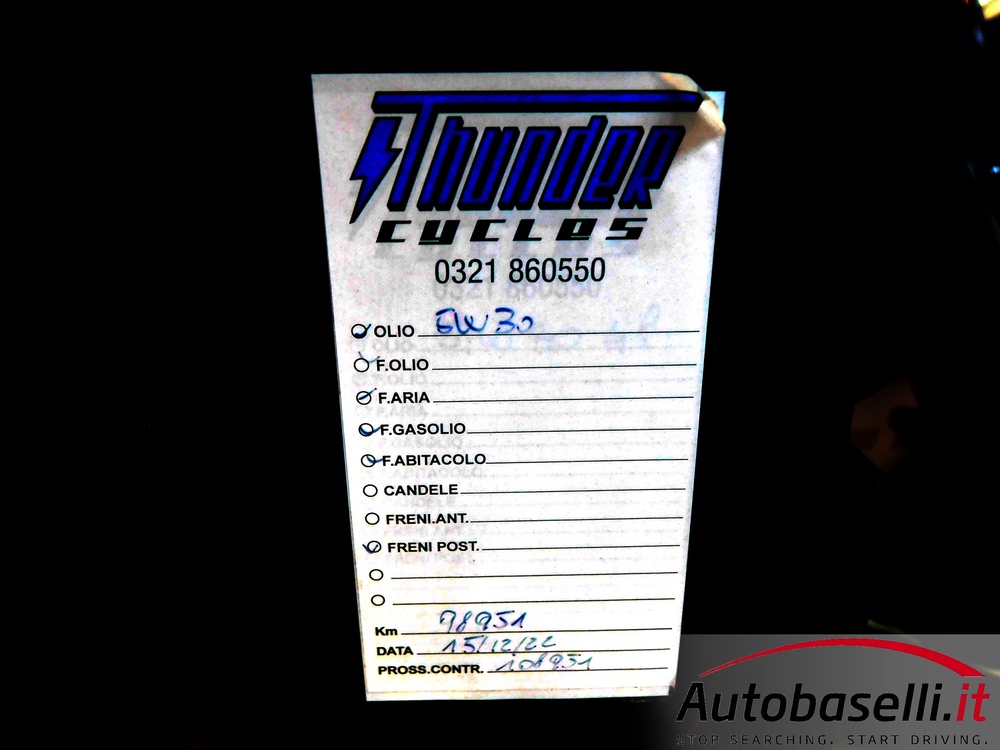 Thunder
CYCLES
0321 860550
OLIO 5W30
F.OLIO
F.ARIA
F.GASOLIO
F.ABITACOLO
CANDELE
FRENI.ANT.
FRENI POST.
Km 98951
DATA 15/12/22
PROSS.CONTR. 108951
Autobaselli.it
STOP SEARCHING. START DRIVING.